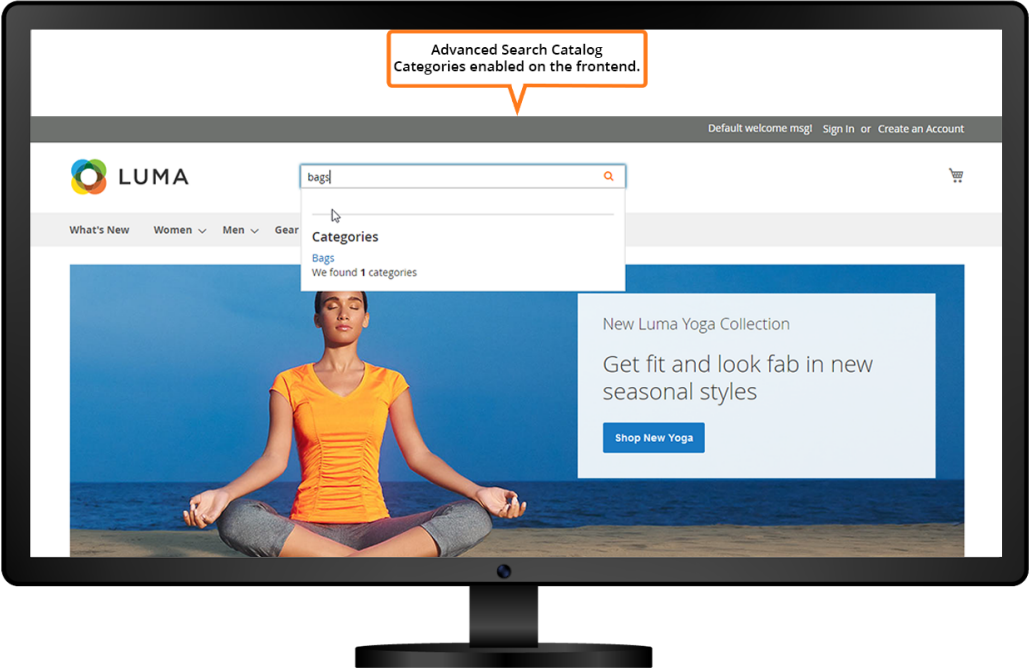 Advanced Search Catalog
Categories enabled on the frontend.
Default welcome msg! Sign In or Create an Account
LUMA
bags
What's New Women Men Gear
Categories
Bags
We found 1 categories
New Luma Yoga Collection
Get fit and look fab in new
seasonal styles
Shop New Yoga